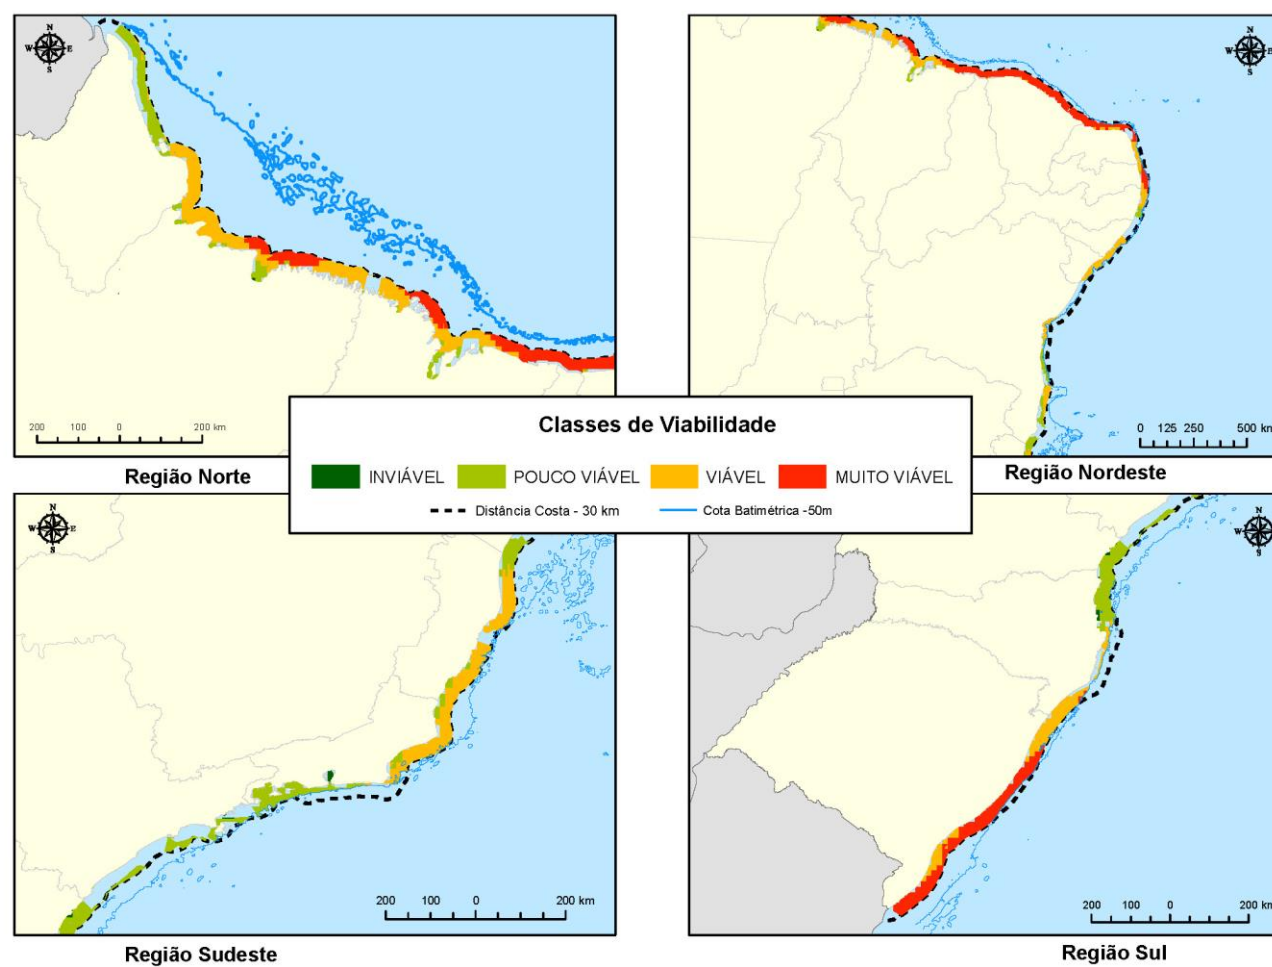 N
W E
S
N
W E
S
200 100 0 200 km
0 125 250 500 km
Classes de Viabilidade
INVIÁVEL POUCO VIÁVEL VIÁVEL MUITO VIÁVEL
Distância Costa - 30 km Cota Batimétrica -50m
Região Norte
Região Nordeste
N
W E
S
N
W E
S
200 100 0 200 km
200 100 0 200 km
Região Sudeste
Região Sul